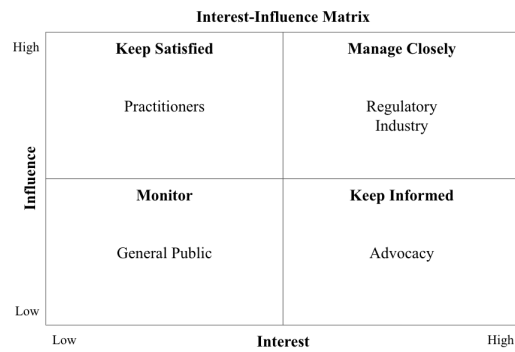 Interest-Influence Matrix
High
Keep Satisfied
Manage Closely
Practitioners
Regulatory
Industry
Influence
Monitor
Keep Informed
General Public
Advocacy
Low
Low
Interest
High